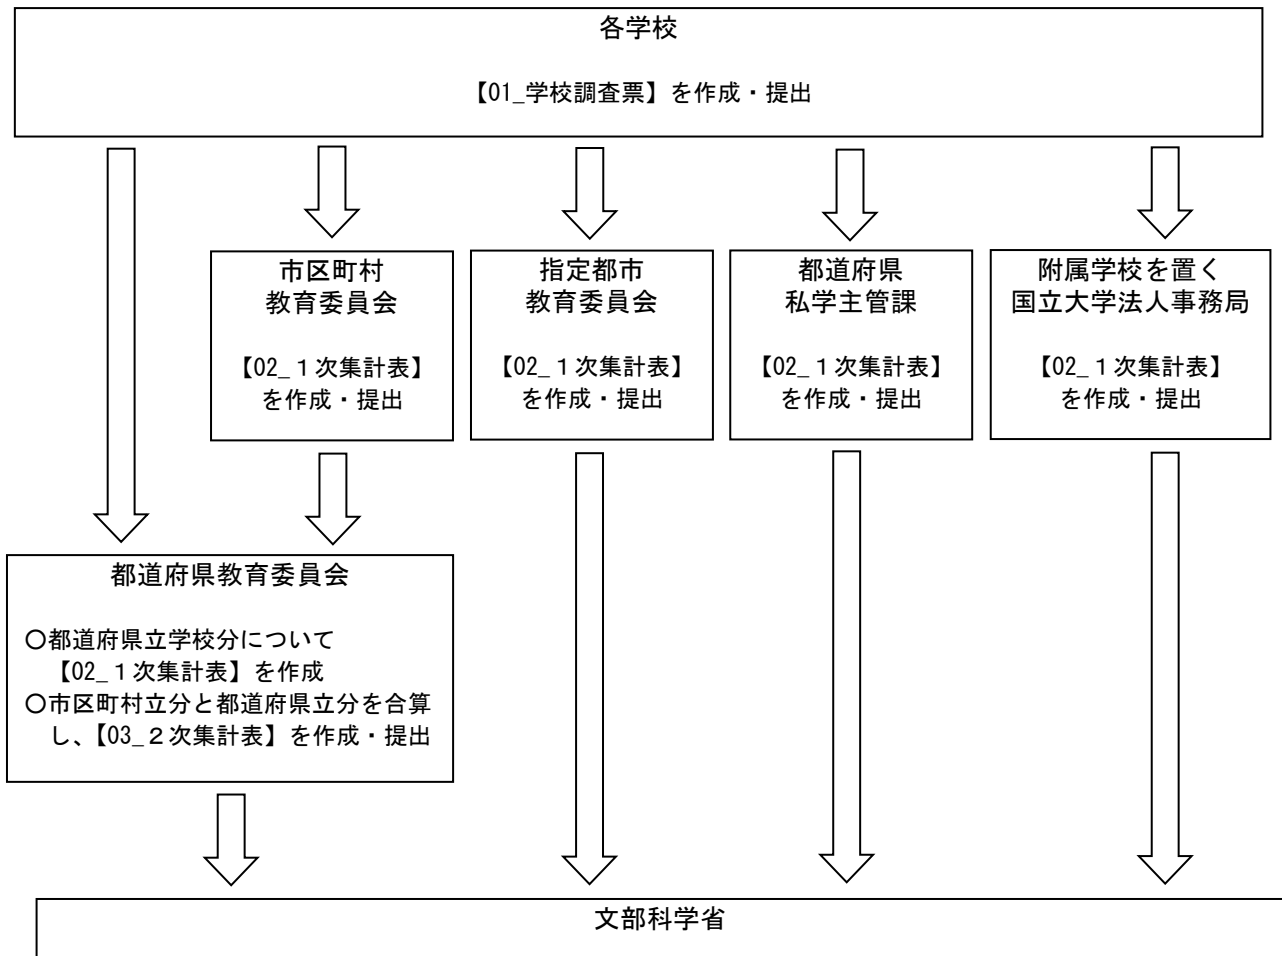 各学校
【01_学校調査票】を作成・提出
市区町村
教育委員会
【02_１次集計表】
を作成・提出
指定都市
教育委員会
【02_１次集計表】
を作成・提出
都道府県
私学主管課
【02_１次集計表】
を作成・提出
附属学校を置く
国立大学法人事務局
【02_１次集計表】
を作成・提出
都道府県教育委員会
○都道府県立学校分について
【02_１次集計表】を作成
○市区町村立分と都道府県立分を合算
し、【03_２次集計表】を作成・提出
文部科学省